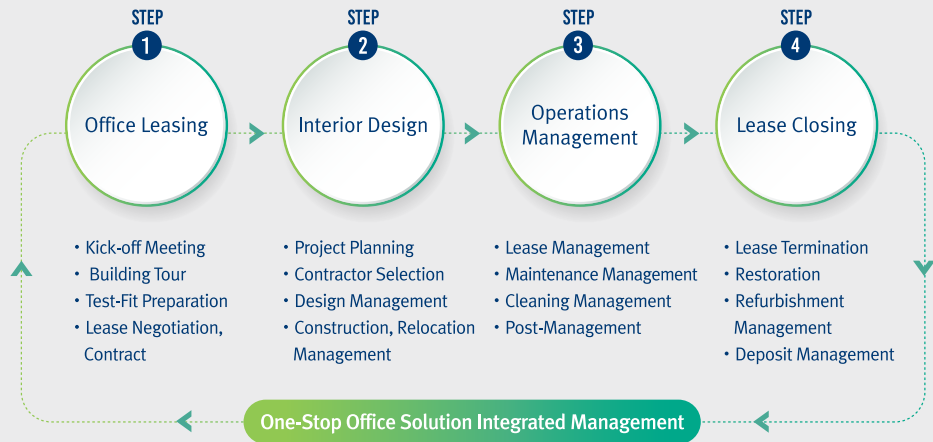 STEP
1
Office Leasing
• Kick-off Meeting
• Building Tour
• Test-Fit Preparation
• Lease Negotiation,
Contract
STEP
2
Interior Design
• Project Planning
• Contractor Selection
• Design Management
• Construction, Relocation
Management
STEP
3
Operations
Management
• Lease Management
• Maintenance Management
• Cleaning Management
• Post-Management
STEP
4
Lease Closing
• Lease Termination
• Restoration
• Refurbishment
Management
• Deposit Management
One-Stop Office Solution Integrated Management